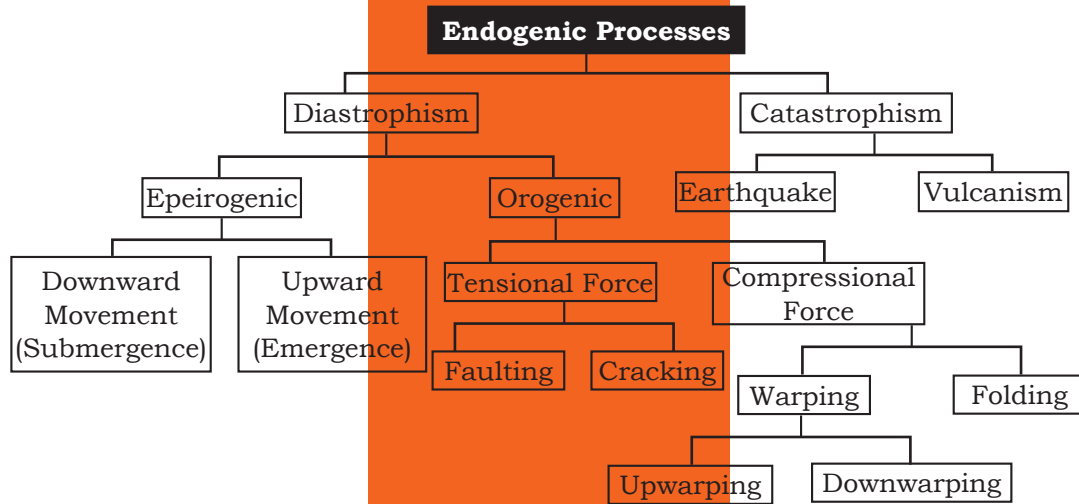 Endogenic Processes
Diastrophism
Catastrophism
Epeirogenic
Orogenic
Earthquake
Vulcanism
Downward
Movement
(Submergence)
Upward
Movement
(Emergence)
Tensional Force
Compressional
Force
Faulting
Cracking
Warping
Folding
Upwarping
Downwarping